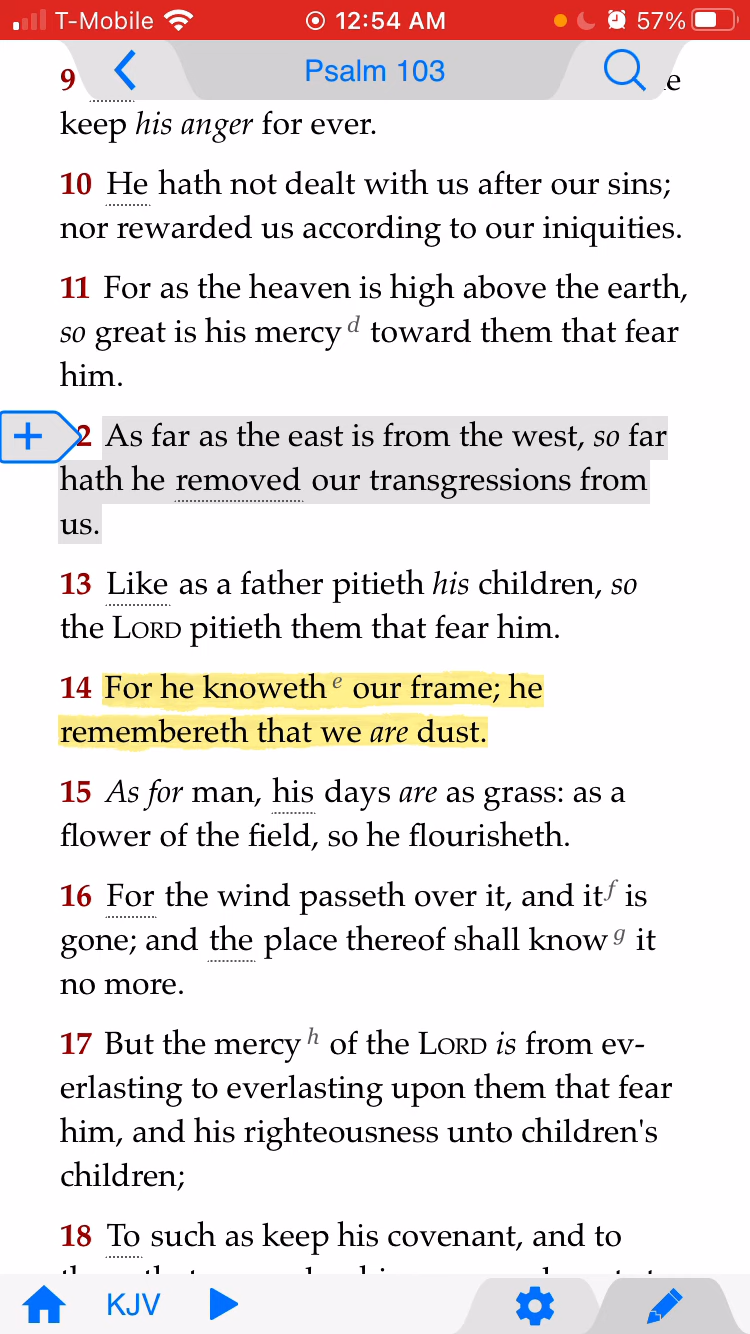 T-Mobile 12:54 AM 57%
Psalm 103
9 e
keep his anger for ever.
10 He hath not dealt with us after our sins;
nor rewarded us according to our iniquities.
11 For as the heaven is high above the earth,
so great is his mercy d toward them that fear
him.
2 As far as the east is from the west, so far
hath he removed our transgressions from
us.
13 Like as a father pitieth his children, so
the LORD pitieth them that fear him.
14 For he knoweth e our frame; he
remembereth that we are dust.
15 As for man, his days are as grass: as a
flower of the field, so he flourisheth.
16 For the wind passeth over it, and it f is
gone; and the place thereof shall know g it
no more.
17 But the mercy h of the LORD is from ev-
erlasting to everlasting upon them that fear
him, and his righteousness unto children's
children;
18 To such as keep his covenant, and to
KJV